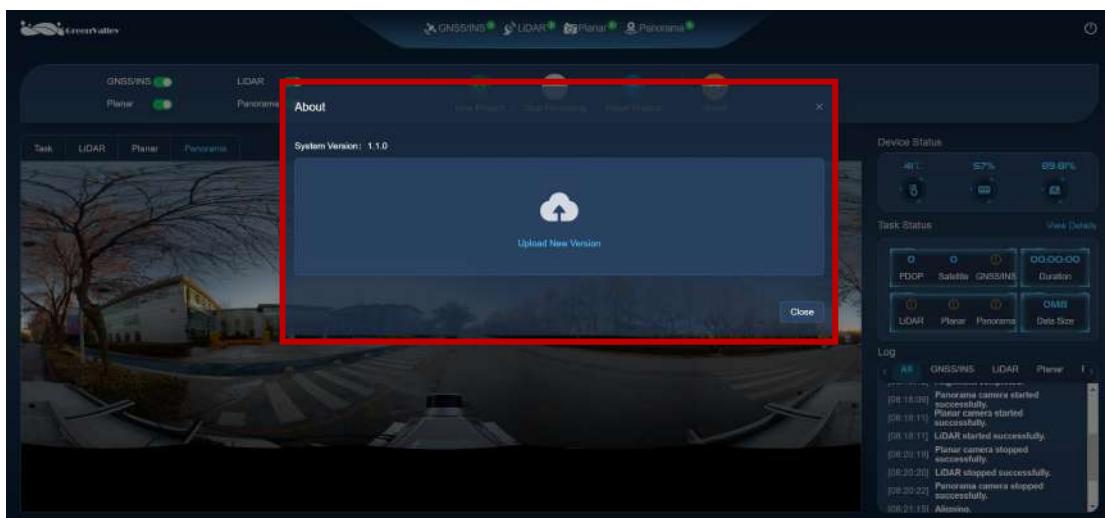 GreenValley
GNSS/INS LiDAR Planar Panorama
GNSS/INS LiDAR
Planar Panorama
About
System Version: 1.1.0
Upload New Version
Close
Task LiDAR Planar Panorama
Device Status
41°C 57% 89.81%
Task Status View Details
0 0 00:00:00
PDOP Satellite GNSS/INS Duration
0MB
LiDAR Planar Panorama Data Size
Log
All GNSS/INS LiDAR Planar
[08:18:09] Panorama camera started
successfully.
[08:18:11] Planar camera started
successfully.
[08:18:11] LiDAR started successfully.
[08:20:19] Planar camera stopped
successfully.
[08:20:20] LiDAR stopped successfully.
[08:20:22] Panorama camera stopped
successfully.
[08:21:15] Aligning.